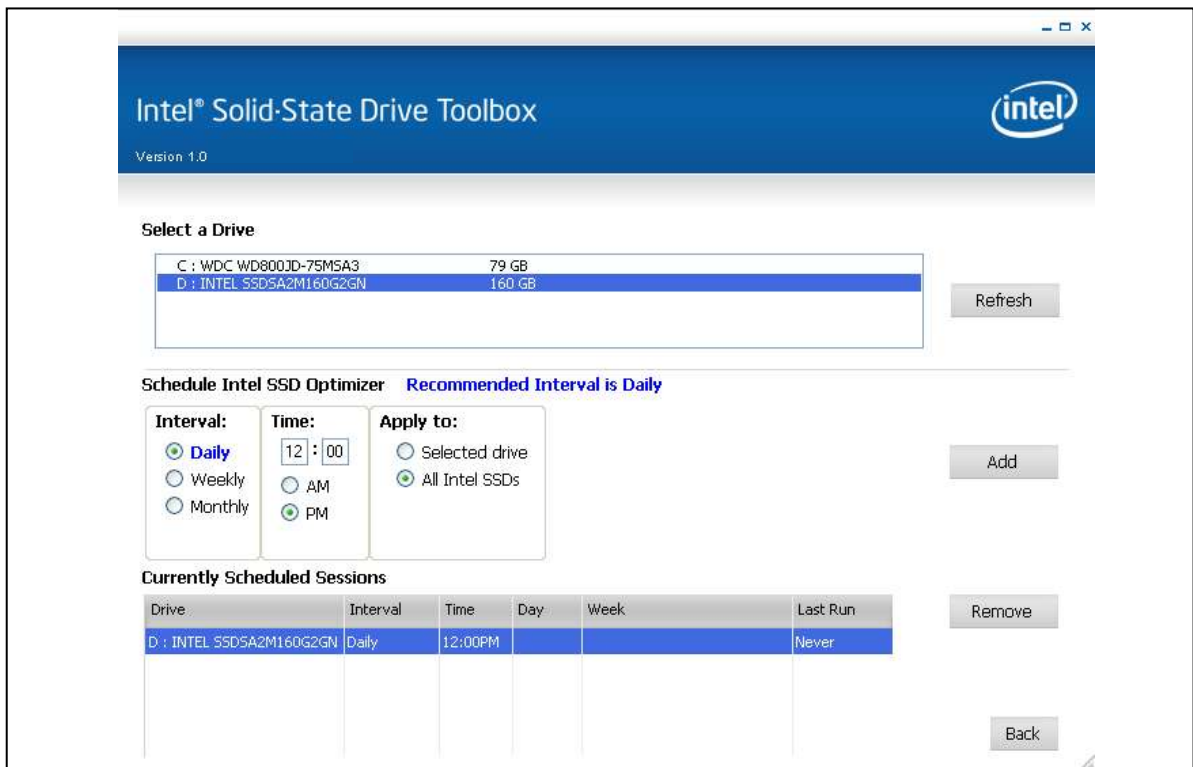 Intel® Solid-State Drive Toolbox
intel
Version 1.0
Select a Drive
C : WDC WD800JD-75MSA3 79 GB
D : INTEL SSDSA2M160G2GN 160 GB
Refresh
Schedule Intel SSD Optimizer Recommended Interval is Daily
Interval: Time: Apply to:
Daily 12 : 00 Selected drive
Weekly AM All Intel SSDs
Monthly PM
Add
Currently Scheduled Sessions
Drive Interval Time Day Week Last Run
D : INTEL SSDSA2M160G2GN Daily 12:00PM Never
Remove
Back